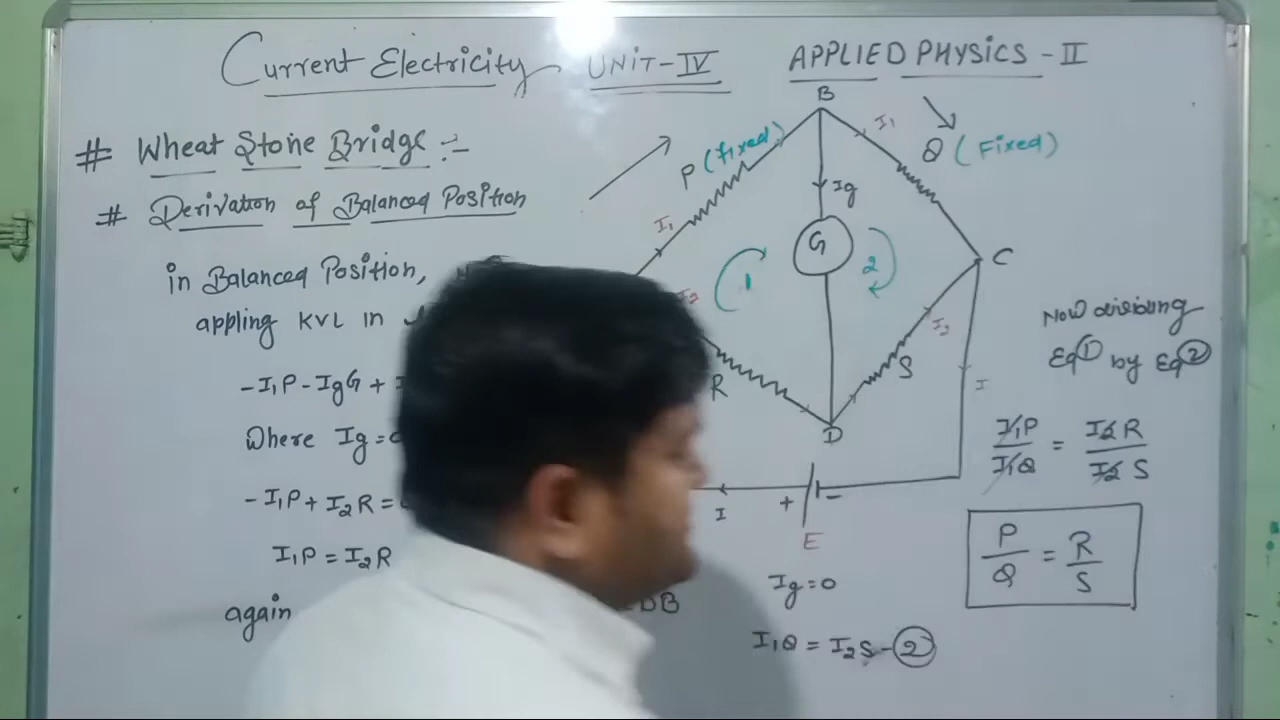 Current Electricity UNIT-IV APPLIED PHYSICS - II
# Wheat Stone Bridge :-
# Derivation of Balanced Position
in Balanced Position,
appling KVL in
-I₁P - IgG +
Where Ig =
-I₁P + I₂R =
I₁P = I₂R
again
DB
B
P (fixed)
I₁
Q (Fixed)
I₁
Ig
G
1
2
C
I₂
R
S
I₂
D
I
I
+
-
E
Ig = 0
I₁Q = I₂S - ②
Now dividing
Eq① by Eq②
I₁P/I₁Q = I₂R/I₂S
P/Q = R/S